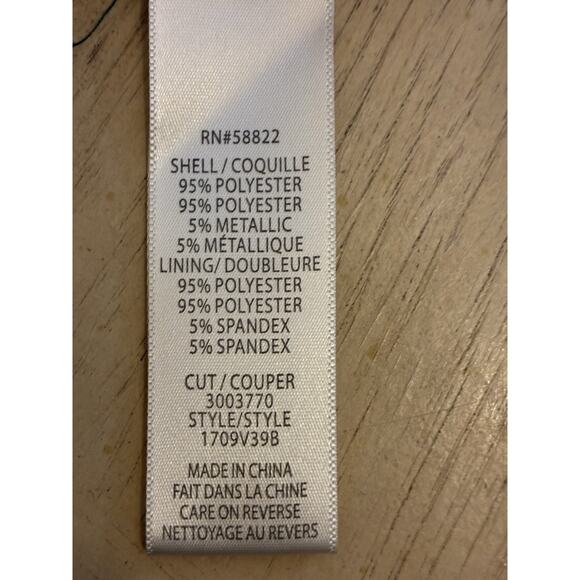 RN#58822
SHELL / COQUILLE
95% POLYESTER
95% POLYESTER
5% METALLIC
5% MÉTALLIQUE
LINING/ DOUBLEURE
95% POLYESTER
95% POLYESTER
5% SPANDEX
5% SPANDEX
CUT / COUPER
3003770
STYLE/STYLE
1709V39B
MADE IN CHINA
FAIT DANS LA CHINE
CARE ON REVERSE
NETTOYAGE AU REVERS